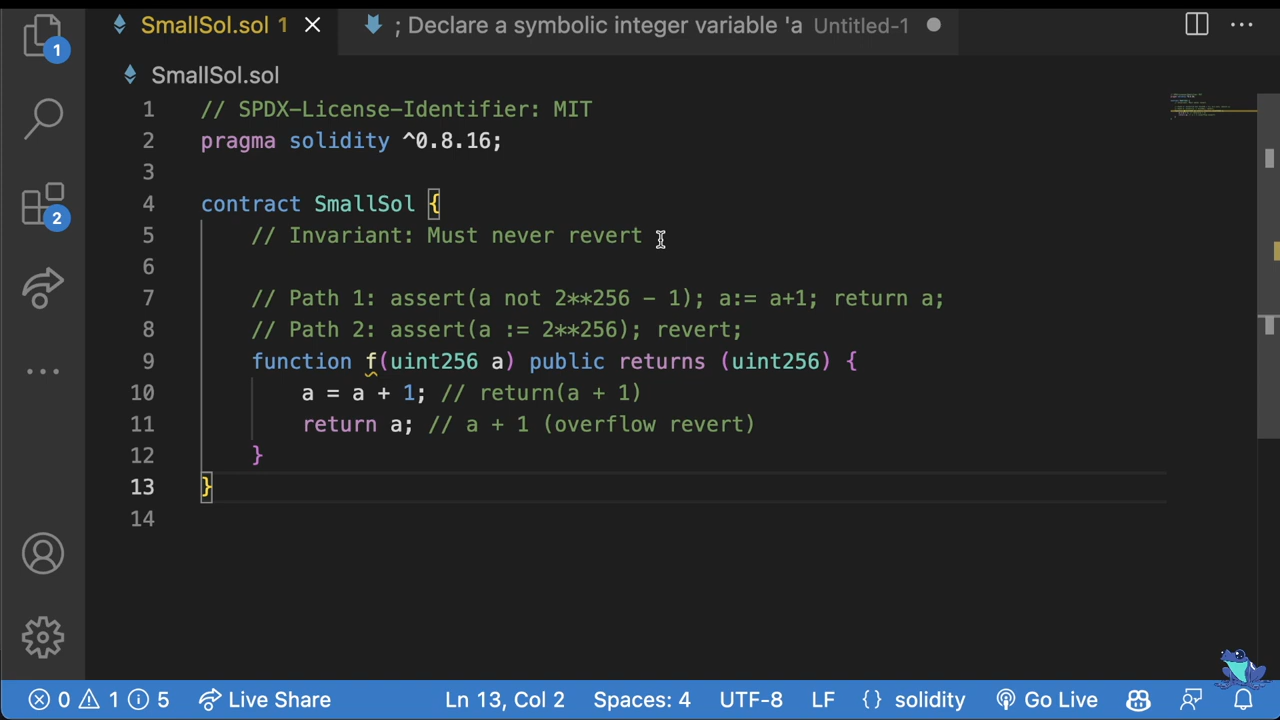 SmallSol.sol 1
; Declare a symbolic integer variable 'a Untitled-1
1
SmallSol.sol
1 // SPDX-License-Identifier: MIT
2 pragma solidity ^0.8.16;
3
4 contract SmallSol {
5 // Invariant: Must never revert
6
7 // Path 1: assert(a not 2**256 - 1); a:= a+1; return a;
8 // Path 2: assert(a := 2**256); revert;
9 function f(uint256 a) public returns (uint256) {
10 a = a + 1; // return(a + 1)
11 return a; // a + 1 (overflow revert)
12 }
13 }
14
2
0 1 5 Live Share Ln 13, Col 2 Spaces: 4 UTF-8 LF {} solidity Go Live